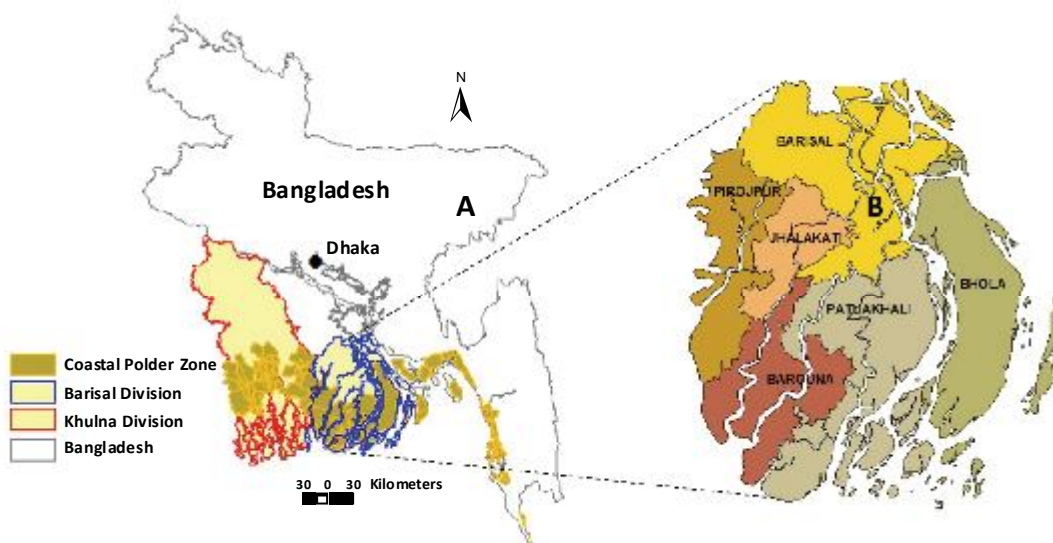 N
Bangladesh
A
Dhaka
Coastal Polder Zone
Barisal Division
Khulna Division
Bangladesh
30 0 30 Kilometers
BARISAL
PIROJPUR
B
JHALAKATI
BHOLA
PATUAKHALI
BARGUNA